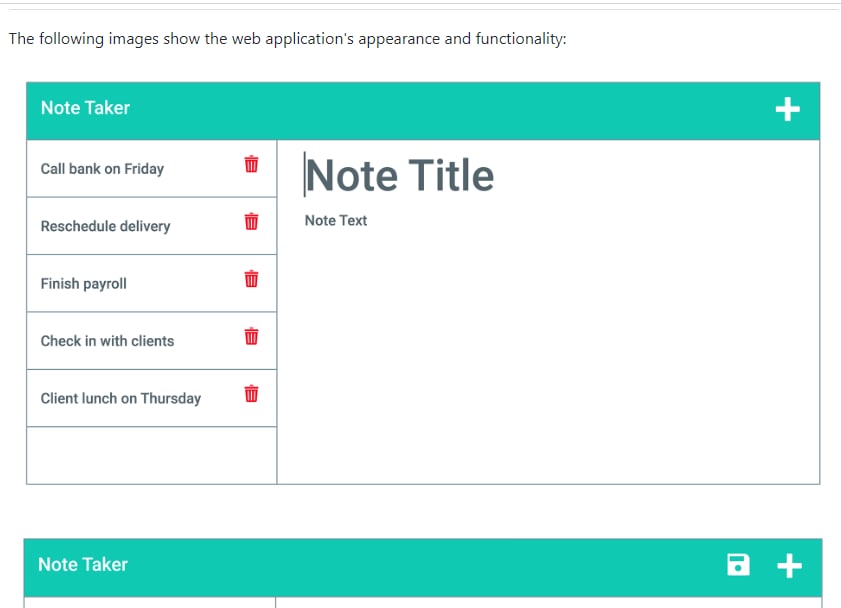 The following images show the web application's appearance and functionality:
Note Taker
Call bank on Friday
Note Title
Reschedule delivery
Note Text
Finish payroll
Check in with clients
Client lunch on Thursday
Note Taker